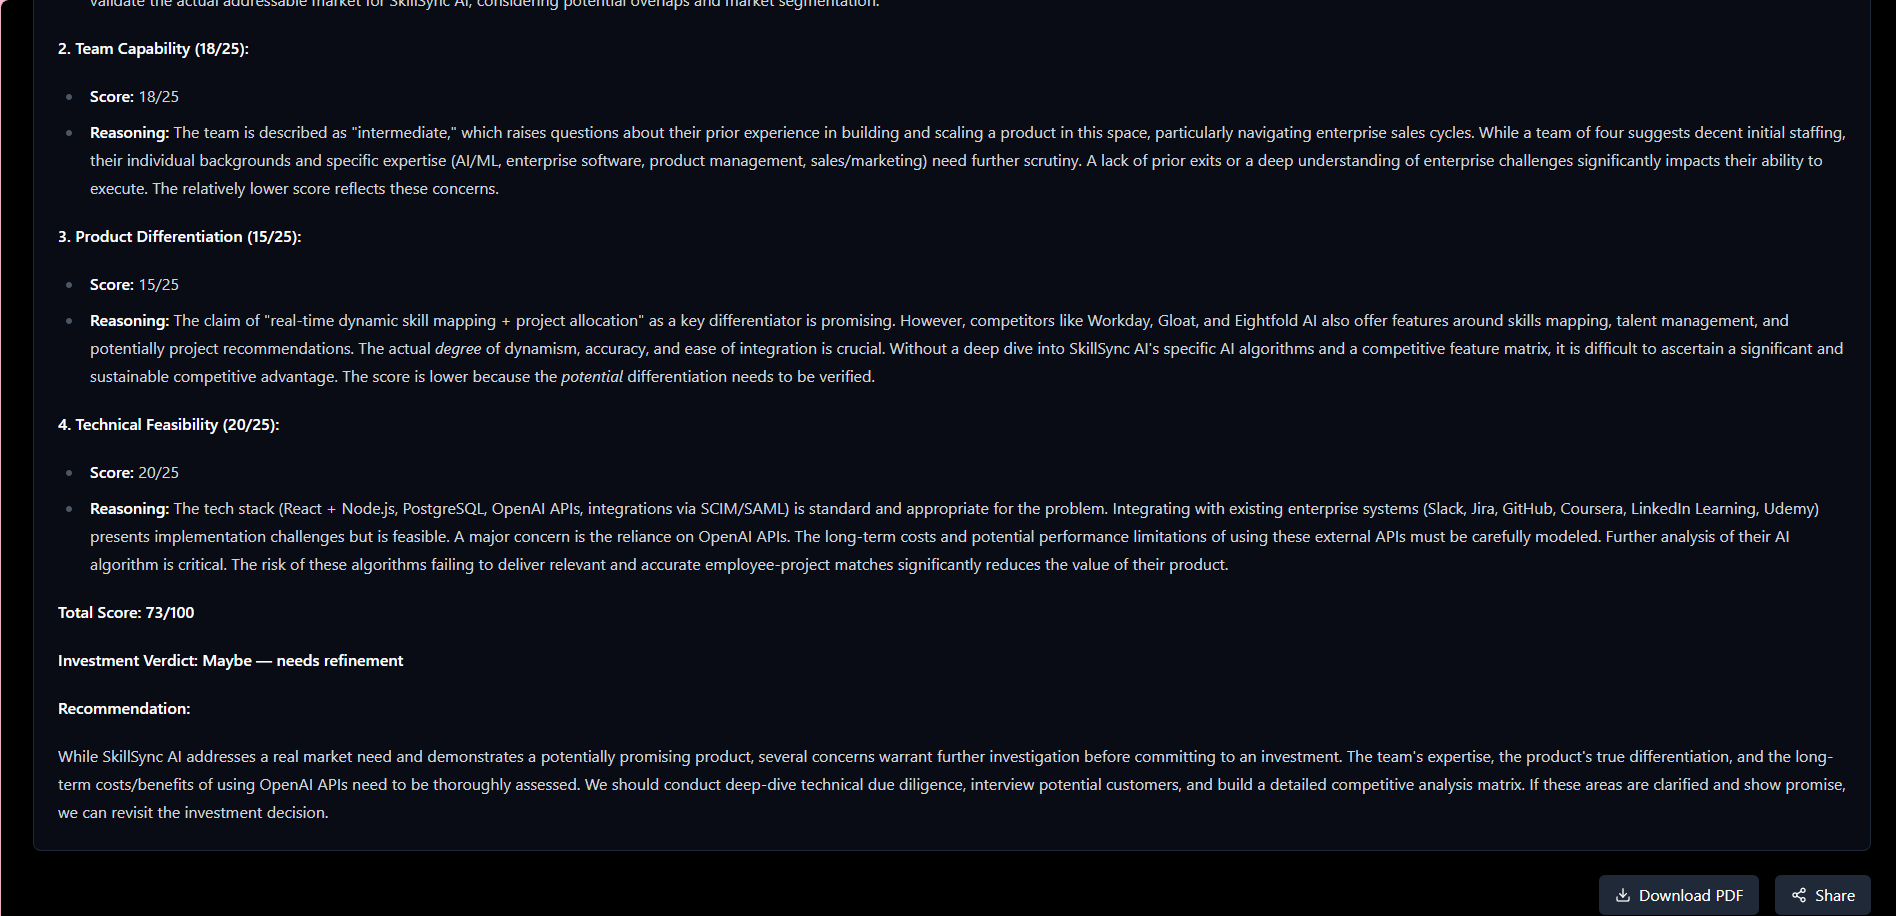 validate the actual addressable market for SkillSync AI, considering potential overlaps and market segmentation.
2. Team Capability (18/25):
Score: 18/25
Reasoning: The team is described as "intermediate," which raises questions about their prior experience in building and scaling a product in this space, particularly navigating enterprise sales cycles. While a team of four suggests decent initial staffing,
their individual backgrounds and specific expertise (AI/ML, enterprise software, product management, sales/marketing) need further scrutiny. A lack of prior exits or a deep understanding of enterprise challenges significantly impacts their ability to
execute. The relatively lower score reflects these concerns.
3. Product Differentiation (15/25):
Score: 15/25
Reasoning: The claim of "real-time dynamic skill mapping + project allocation" as a key differentiator is promising. However, competitors like Workday, Gloat, and Eightfold AI also offer features around skills mapping, talent management, and
potentially project recommendations. The actual degree of dynamism, accuracy, and ease of integration is crucial. Without a deep dive into SkillSync AI's specific AI algorithms and a competitive feature matrix, it is difficult to ascertain a significant and
sustainable competitive advantage. The score is lower because the potential differentiation needs to be verified.
4. Technical Feasibility (20/25):
Score: 20/25
Reasoning: The tech stack (React + Node.js, PostgreSQL, OpenAI APIs, integrations via SCIM/SAML) is standard and appropriate for the problem. Integrating with existing enterprise systems (Slack, Jira, GitHub, Coursera, LinkedIn Learning, Udemy)
presents implementation challenges but is feasible. A major concern is the reliance on OpenAI APIs. The long-term costs and potential performance limitations of using these external APIs must be carefully modeled. Further analysis of their AI
algorithm is critical. The risk of these algorithms failing to deliver relevant and accurate employee-project matches significantly reduces the value of their product.
Total Score: 73/100
Investment Verdict: Maybe — needs refinement
Recommendation:
While SkillSync AI addresses a real market need and demonstrates a potentially promising product, several concerns warrant further investigation before committing to an investment. The team's expertise, the product's true differentiation, and the long-
term costs/benefits of using OpenAI APIs need to be thoroughly assessed. We should conduct deep-dive technical due diligence, interview potential customers, and build a detailed competitive analysis matrix. If these areas are clarified and show promise,
we can revisit the investment decision.
Download PDF
Share